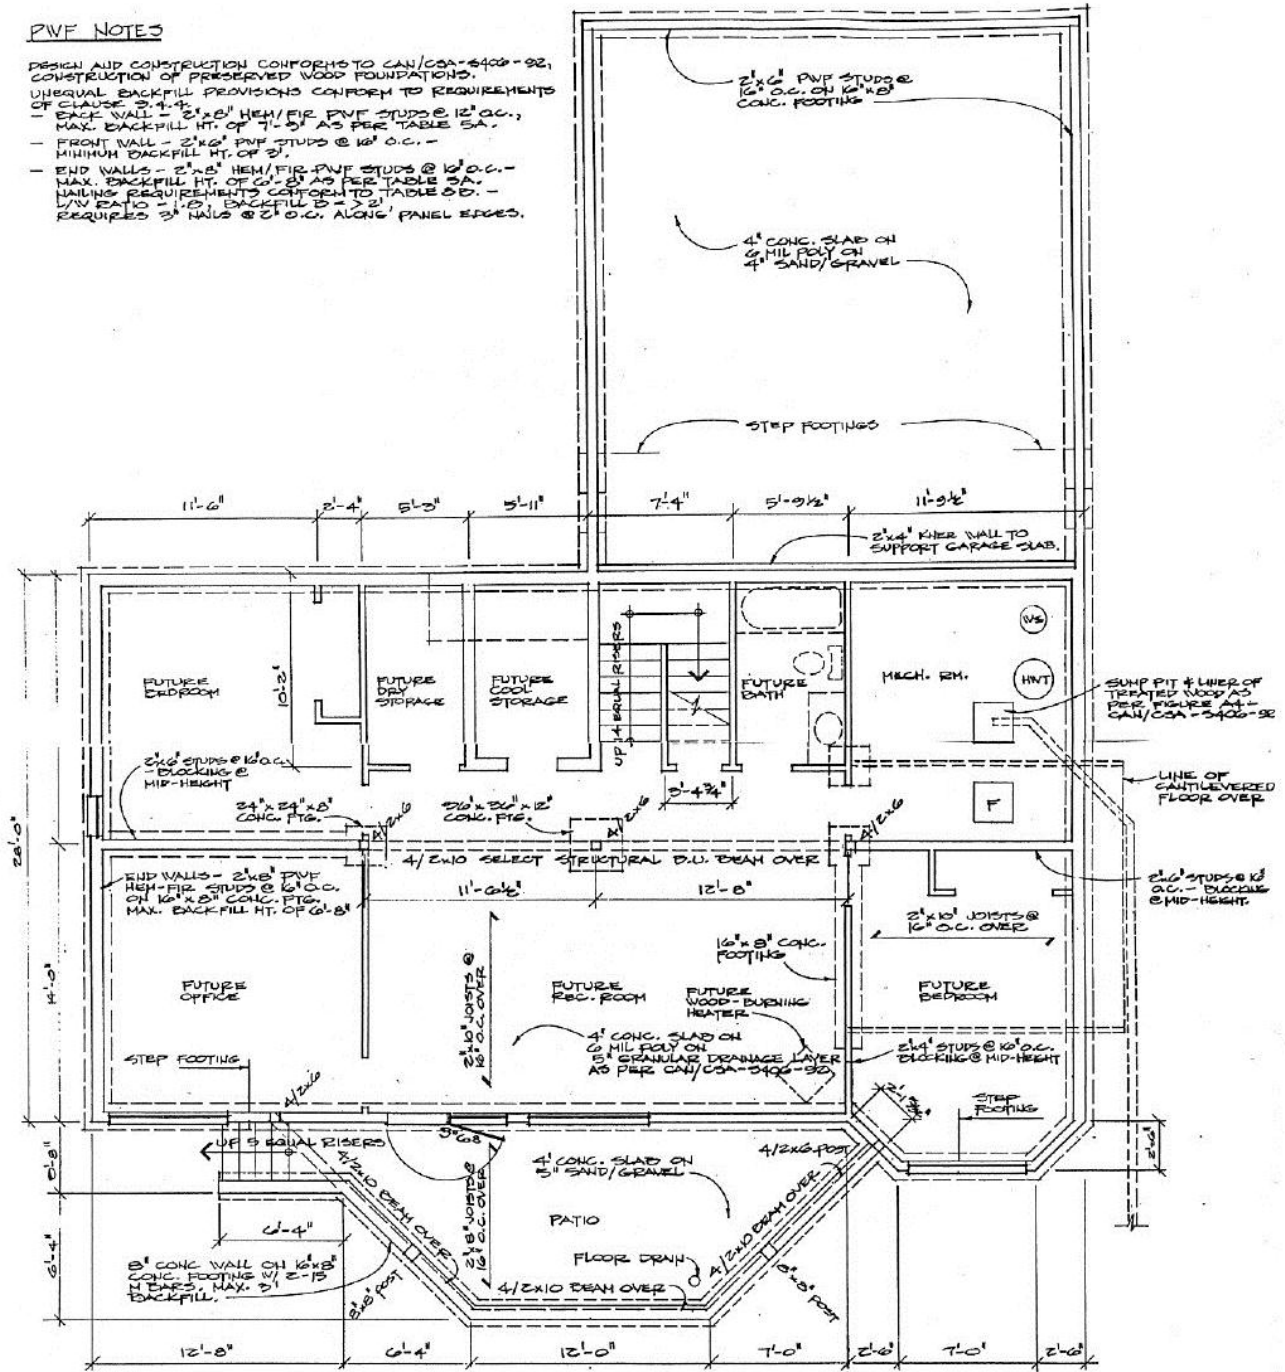 PWF NOTES
DESIGN AND CONSTRUCTION CONFORMS TO CAN/CSA-S406-92,
CONSTRUCTION OF PRESERVED WOOD FOUNDATIONS.
UNEQUAL BACKFILL PROVISIONS CONFORM TO REQUIREMENTS
OF CLAUSE 3.4.4.
- BACK WALL - 2"x8" HEM/FIR PWF STUDS @ 12" O.C.,
MAX. BACKFILL HT. OF 7'-3" AS PER TABLE 5A.
- FRONT WALL - 2"x6" PWF STUDS @ 16" O.C. -
MINIMUM BACKFILL HT. OF 3'.
- END WALLS - 2"x8" HEM/FIR PWF STUDS @ 16" O.C. -
MAX. BACKFILL HT. OF 6'-8" AS PER TABLE 5A.
NAILING REQUIREMENTS CONFORM TO TABLE 8B. -
L/W RATIO - 1.8, BACKFILL D - > 2'
REQUIRES 3" NAILS @ 2" O.C. ALONG PANEL EDGES.
2"x6" PWF STUDS @
16" O.C. ON 16"x8"
CONC. FOOTING
4" CONC. SLAB ON
6 MIL POLY ON
4" SAND/GRAVEL
STEP FOOTINGS
11'-6"
2'-4"
5'-3"
5'-11"
7'-4"
5'-9½"
11'-9½"
2"x4" KNEE WALL TO
SUPPORT GARAGE SLAB.
28'-0"
14'-0"
10'-2"
FUTURE
BEDROOM
FUTURE
DRY
STORAGE
FUTURE
COOL
STORAGE
UP 14 EQUAL RISERS
FUTURE
BATH
MECH. RM.
WS
HWT
F
SUMP PIT & LINER OF
TREATED WOOD AS
PER FIGURE A4-
CAN/CSA-S406-92
2x6 STUDS @ 16" O.C.
- BLOCKING @
MID-HEIGHT
LINE OF
CANTILEVERED
FLOOR OVER
24"x24"x8"
CONC. FTG.
4/2x6
36"x36"x12"
CONC. FTG.
4/2x6
3'-4¾"
4/2x6
4/2x10 SELECT STRUCTURAL B.U. BEAM OVER
END WALLS - 2"x8" PWF
HEM-FIR STUDS @ 16" O.C.
ON 16"x8" CONC. FTG.
MAX. BACKFILL HT. OF 6'-8"
11'-6½"
12'-8"
2"x6" STUDS @ 16"
O.C. - BLOCKING
@ MID-HEIGHT.
2"x10" JOISTS @
16" O.C. OVER
16"x8" CONC.
FOOTING
FUTURE
OFFICE
2"x10" JOISTS @
16" O.C. OVER
FUTURE
REC. ROOM
FUTURE
WOOD-BURNING
HEATER
FUTURE
BEDROOM
4" CONC. SLAB ON
6 MIL POLY ON
5" GRANULAR DRAINAGE LAYER
AS PER CAN/CSA-S406-92
2"x4" STUDS @ 16" O.C.
BLOCKING @ MID-HEIGHT
STEP FOOTING
4/2x6
STEP
FOOTING
UP 5 EQUAL RISERS
4/2x10 BEAM OVER
2"x8" JOISTS @
16" O.C. OVER
4" CONC. SLAB ON
5" SAND/GRAVEL
4/2x6 POST
2'-6"
PATIO
4/2x10 BEAM OVER
6'-4"
6'-4"
FLOOR DRAIN
8" CONC WALL ON 16x8"
CONC. FOOTING W/ 2-15
M BARS. MAX. 3'
BACKFILL.
8"x8" POST
4/2x10 BEAM OVER
8"x8" POST
12'-8"
6'-4"
12'-0"
7'-0"
2'-6"
7'-0"
2'-6"